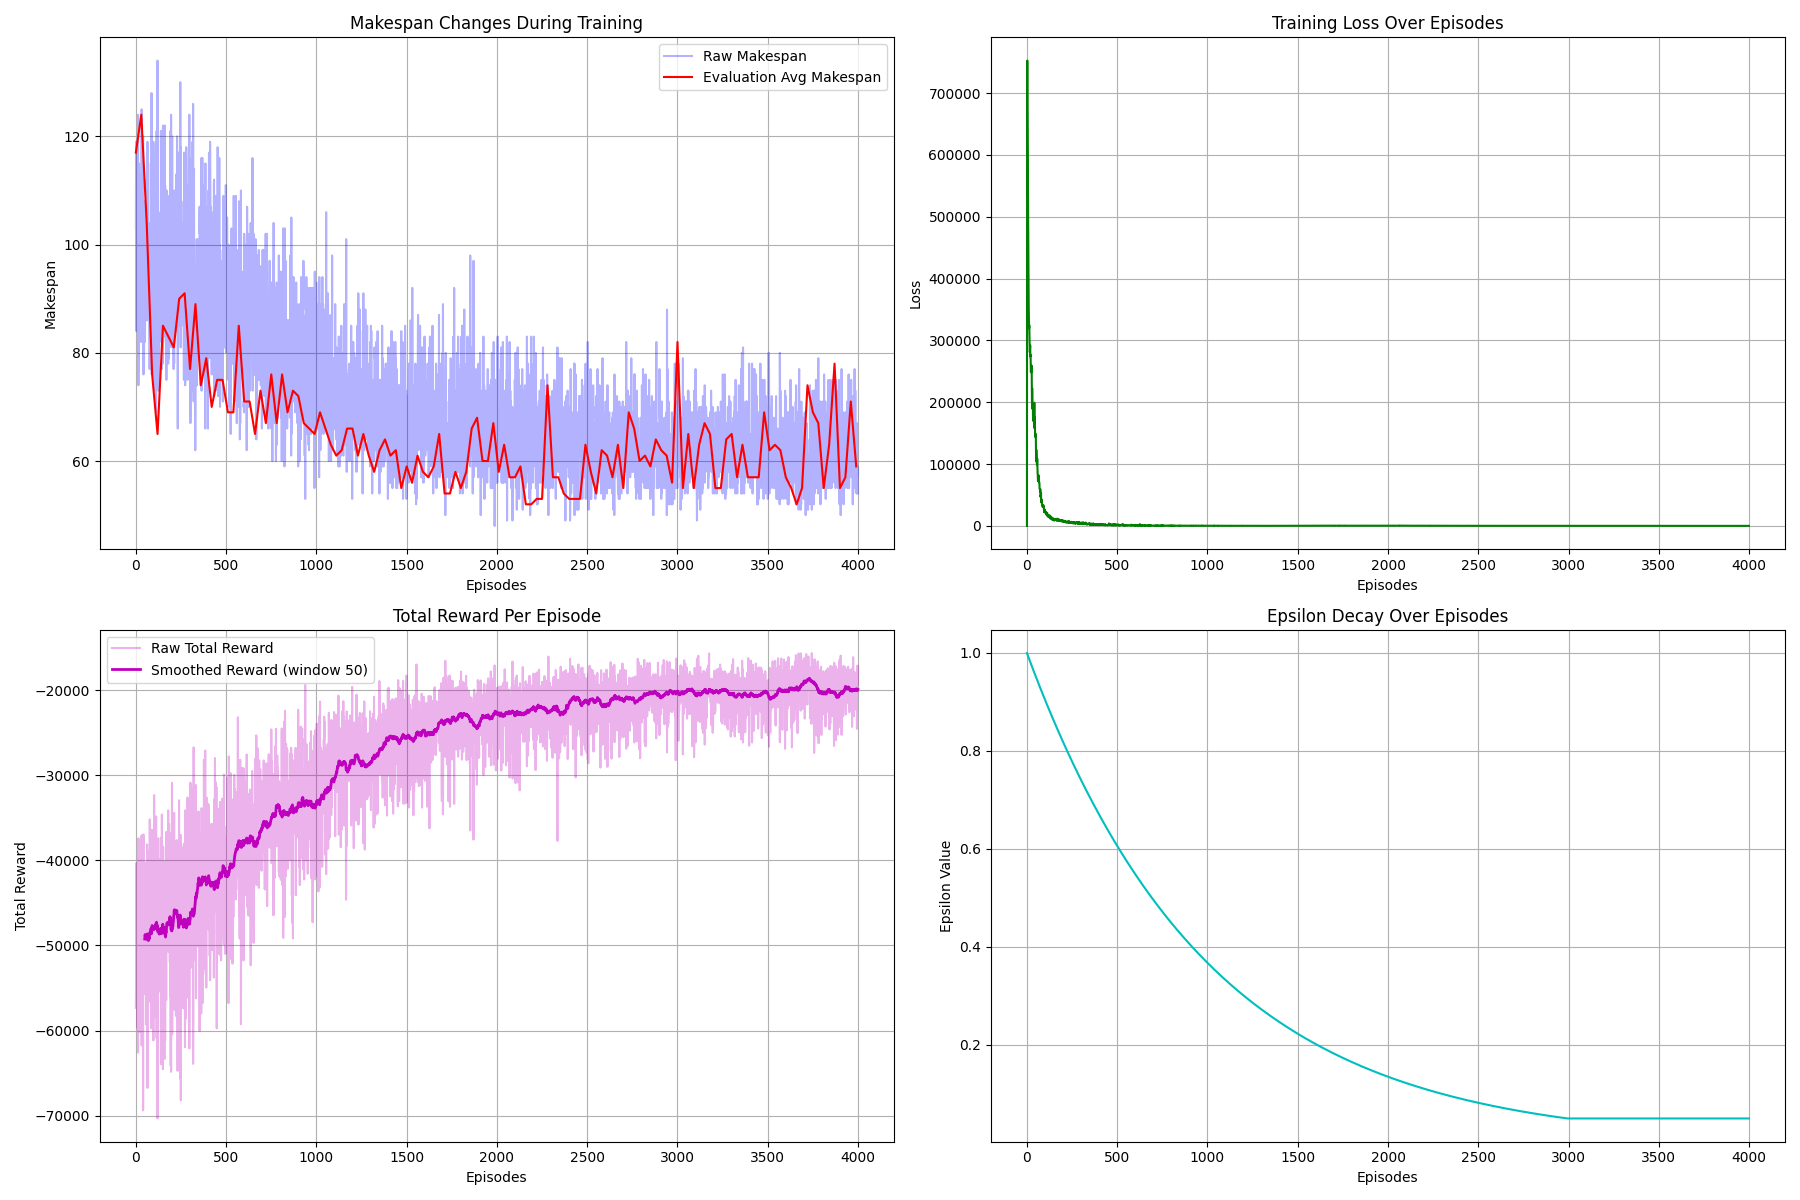 Makespan Changes During Training
Raw Makespan
Evaluation Avg Makespan
120
100
80
60
Makespan
0 500 1000 1500 2000 2500 3000 3500 4000
Episodes
Training Loss Over Episodes
700000
600000
500000
400000
300000
200000
100000
0
Loss
0 500 1000 1500 2000 2500 3000 3500 4000
Episodes
Total Reward Per Episode
Raw Total Reward
Smoothed Reward (window 50)
−20000
−30000
−40000
−50000
−60000
−70000
Total Reward
0 500 1000 1500 2000 2500 3000 3500 4000
Episodes
Epsilon Decay Over Episodes
1.0
0.8
0.6
0.4
0.2
Epsilon Value
0 500 1000 1500 2000 2500 3000 3500 4000
Episodes